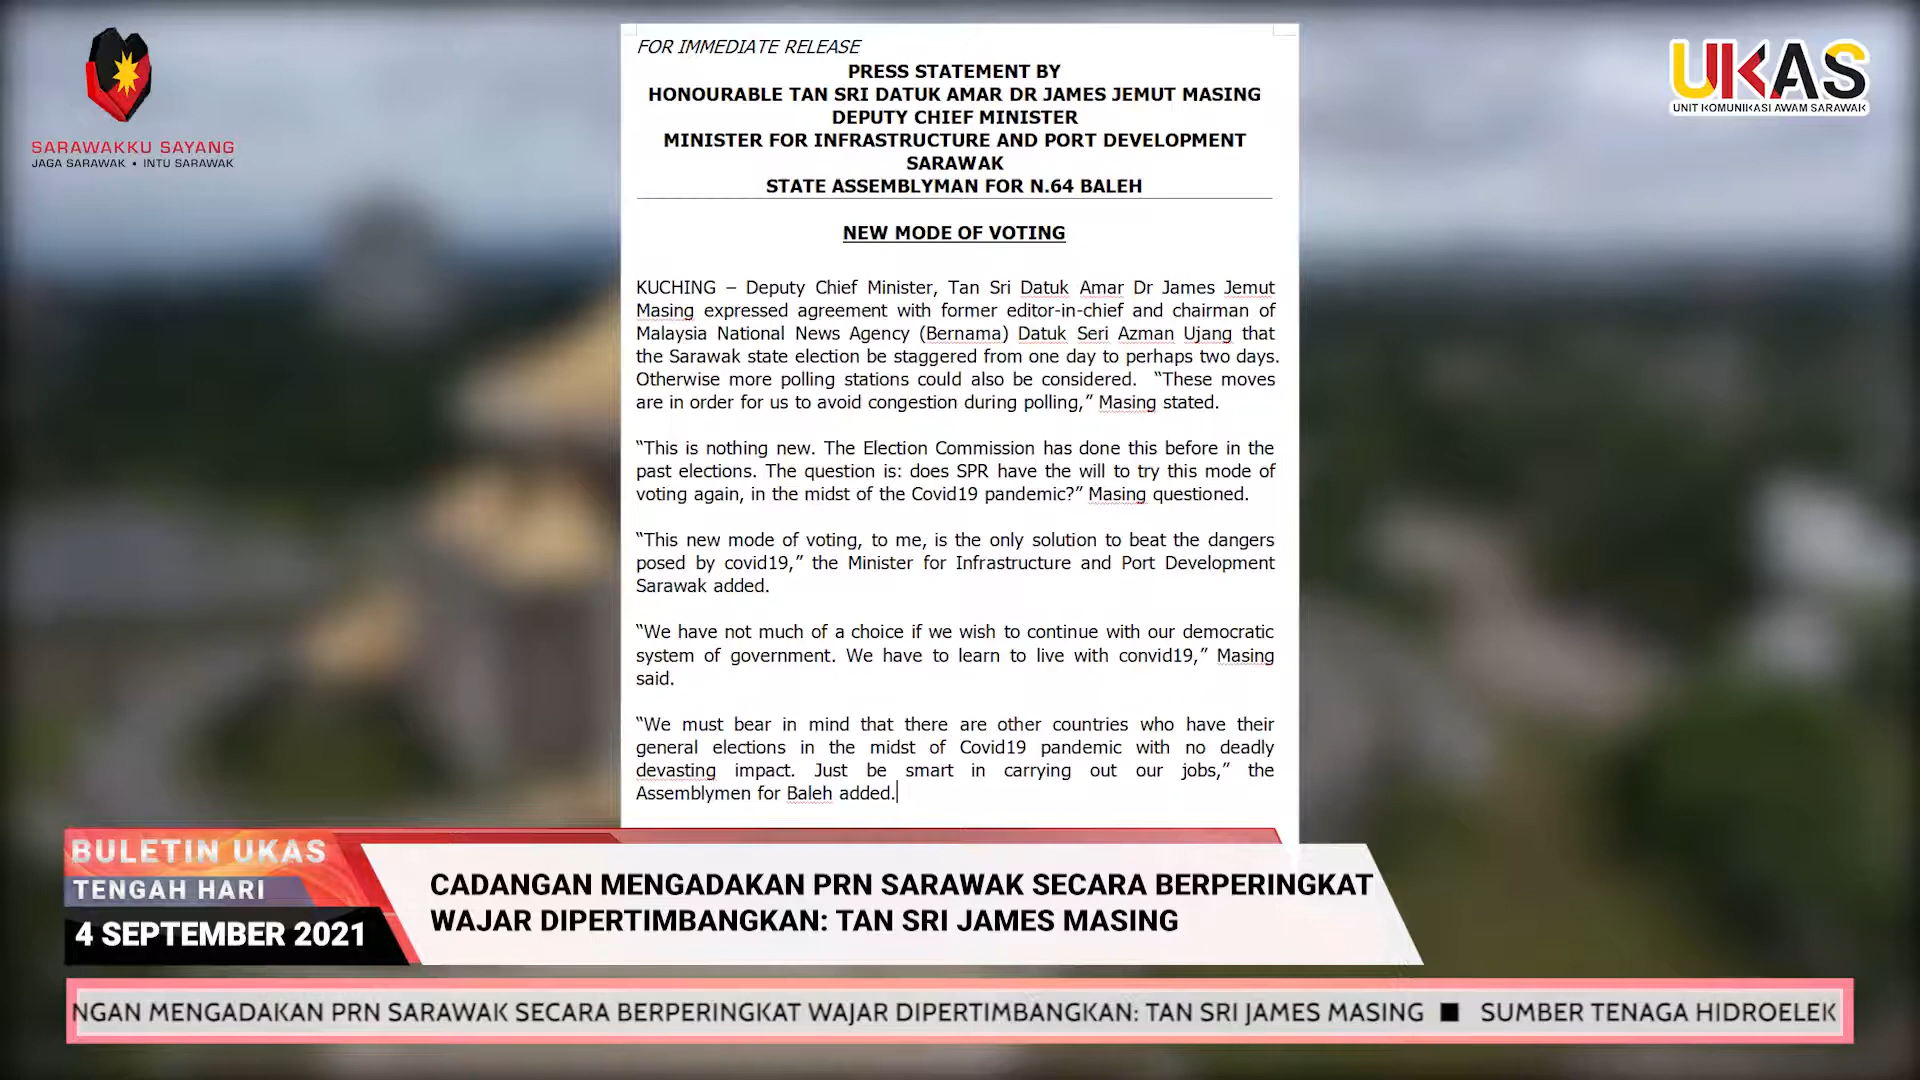 FOR IMMEDIATE RELEASE
PRESS STATEMENT BY
HONOURABLE TAN SRI DATUK AMAR DR JAMES JEMUT MASING
DEPUTY CHIEF MINISTER
MINISTER FOR INFRASTRUCTURE AND PORT DEVELOPMENT
SARAWAK
STATE ASSEMBLYMAN FOR N.64 BALEH
NEW MODE OF VOTING
KUCHING – Deputy Chief Minister, Tan Sri Datuk Amar Dr James Jemut
Masing expressed agreement with former editor-in-chief and chairman of
Malaysia National News Agency (Bernama) Datuk Seri Azman Ujang that
the Sarawak state election be staggered from one day to perhaps two days.
Otherwise more polling stations could also be considered. “These moves
are in order for us to avoid congestion during polling,” Masing stated.
“This is nothing new. The Election Commission has done this before in the
past elections. The question is: does SPR have the will to try this mode of
voting again, in the midst of the Covid19 pandemic?” Masing questioned.
“This new mode of voting, to me, is the only solution to beat the dangers
posed by covid19,” the Minister for Infrastructure and Port Development
Sarawak added.
“We have not much of a choice if we wish to continue with our democratic
system of government. We have to learn to live with convid19,” Masing
said.
“We must bear in mind that there are other countries who have their
general elections in the midst of Covid19 pandemic with no deadly
devasting impact. Just be smart in carrying out our jobs,” the
Assemblymen for Baleh added.
SARAWAKKU SAYANG
JAGA SARAWAK • INTU SARAWAK
UKAS
UNIT KOMUNIKASI AWAM SARAWAK
BULETIN UKAS
TENGAH HARI
4 SEPTEMBER 2021
CADANGAN MENGADAKAN PRN SARAWAK SECARA BERPERINGKAT
WAJAR DIPERTIMBANGKAN: TAN SRI JAMES MASING
NGAN MENGADAKAN PRN SARAWAK SECARA BERPERINGKAT WAJAR DIPERTIMBANGKAN: TAN SRI JAMES MASING ■ SUMBER TENAGA HIDROELEK